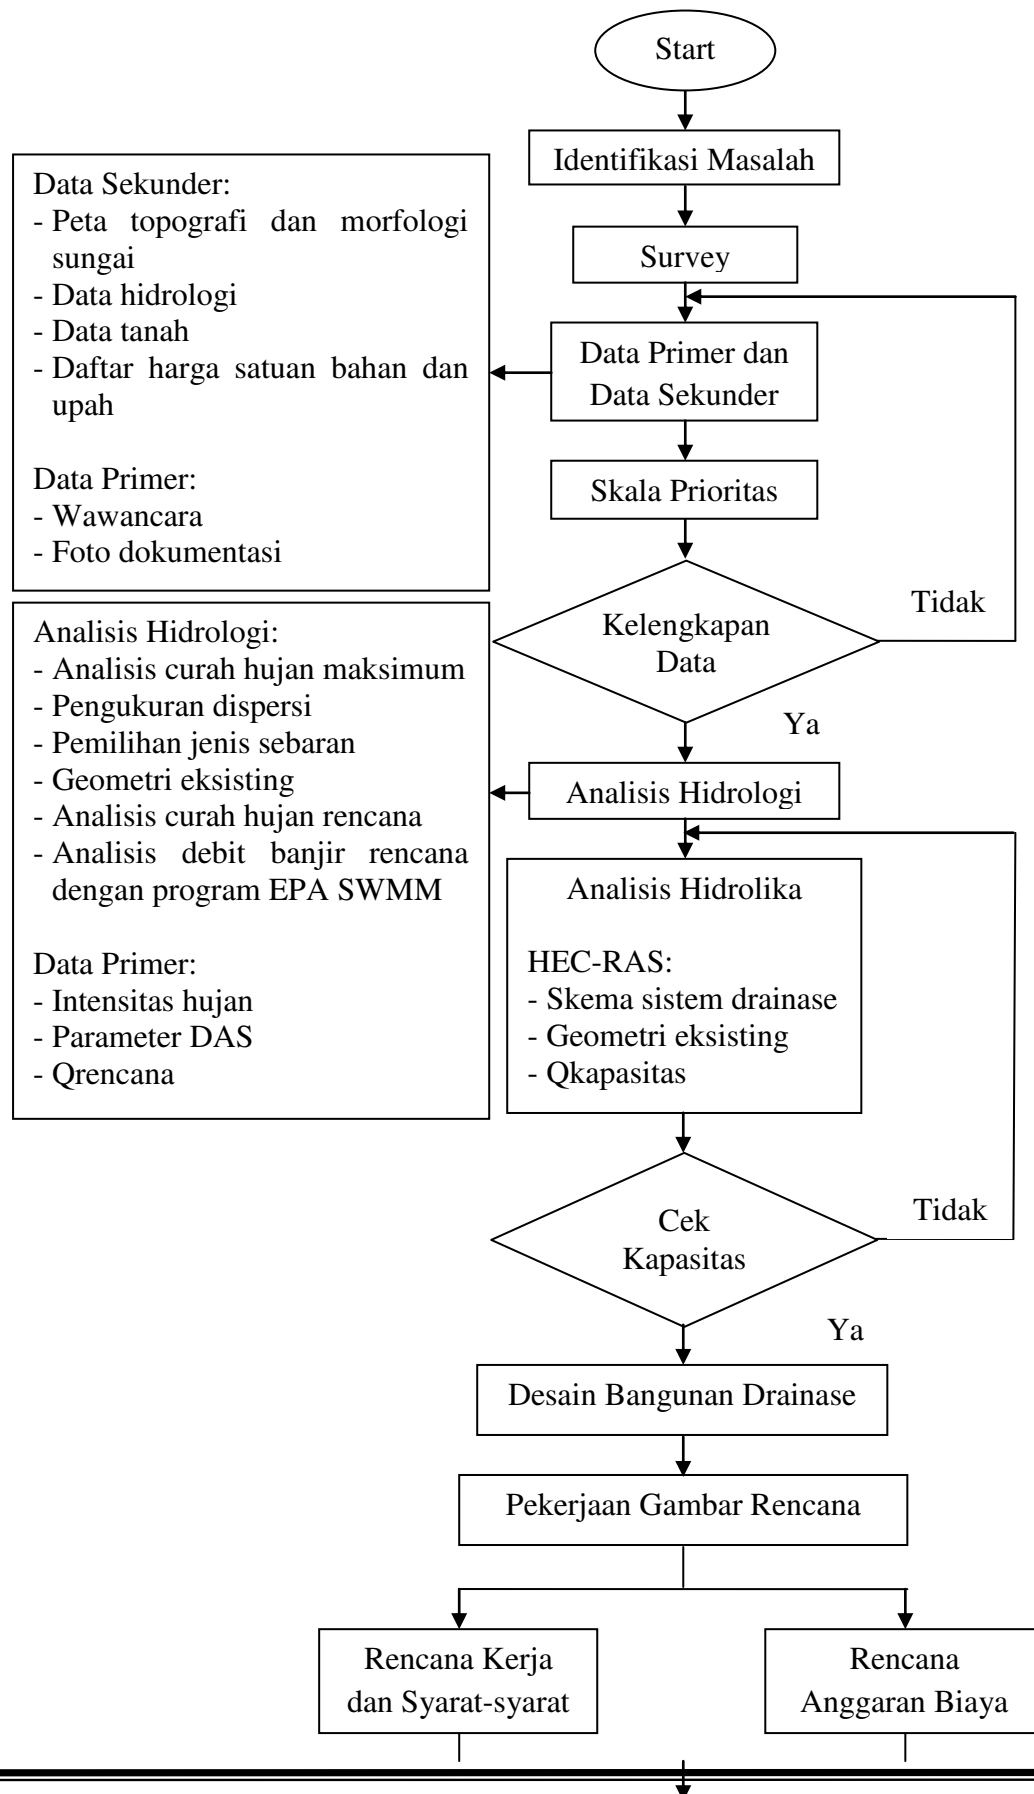 Start
Identifikasi Masalah
Survey
Data Primer dan
Data Sekunder
Data Sekunder:
- Peta topografi dan morfologi
sungai
- Data hidrologi
- Data tanah
- Daftar harga satuan bahan dan
upah
Data Primer:
- Wawancara
- Foto dokumentasi
Skala Prioritas
Kelengkapan
Data
Tidak
Ya
Analisis Hidrologi
Analisis Hidrologi:
- Analisis curah hujan maksimum
- Pengukuran dispersi
- Pemilihan jenis sebaran
- Geometri eksisting
- Analisis curah hujan rencana
- Analisis debit banjir rencana
dengan program EPA SWMM
Data Primer:
- Intensitas hujan
- Parameter DAS
- Qrencana
Analisis Hidrolika
HEC-RAS:
- Skema sistem drainase
- Geometri eksisting
- Qkapasitas
Cek
Kapasitas
Tidak
Ya
Desain Bangunan Drainase
Pekerjaan Gambar Rencana
Rencana Kerja
dan Syarat-syarat
Rencana
Anggaran Biaya